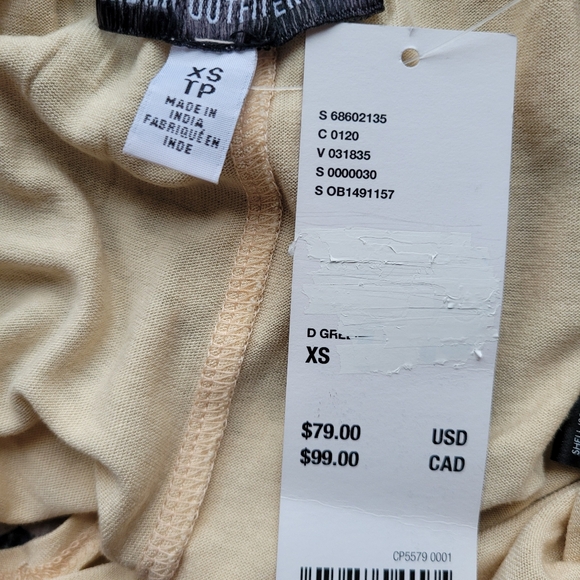 OUTFITTERS
XS
TP
MADE IN
INDIA
FABRIQUÉ EN
INDE
S 68602135
C 0120
V 031835
S 0000030
S OB1491157
D
XS
$79.00 USD
$99.00 CAD
CP5579 0001